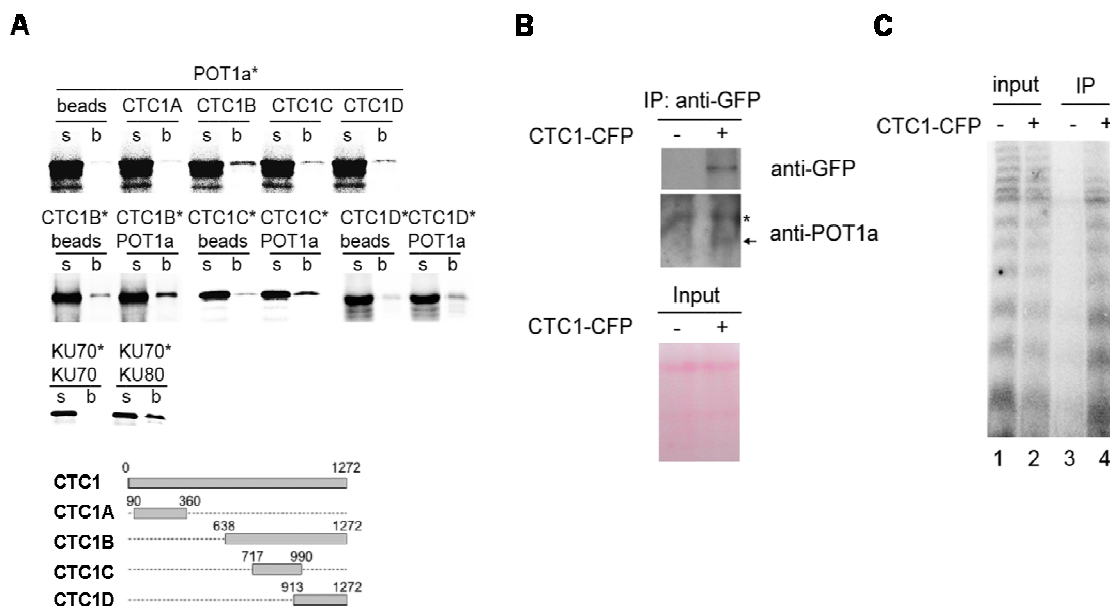 A
POT1a*
beads CTC1A CTC1B CTC1C CTC1D
s b s b s b s b s b
CTC1B* CTC1B* CTC1C* CTC1C* CTC1D* CTC1D*
beads POT1a beads POT1a beads POT1a
s b s b s b s b s b s b
KU70* KU70*
KU70 KU80
s b s b
0 1272
CTC1
90 360
CTC1A
638 1272
CTC1B
717 990
CTC1C
913 1272
CTC1D
B
IP: anti-GFP
CTC1-CFP - +
anti-GFP
*
anti-POT1a
Input
CTC1-CFP - +
C
input IP
CTC1-CFP - + - +
1 2 3 4